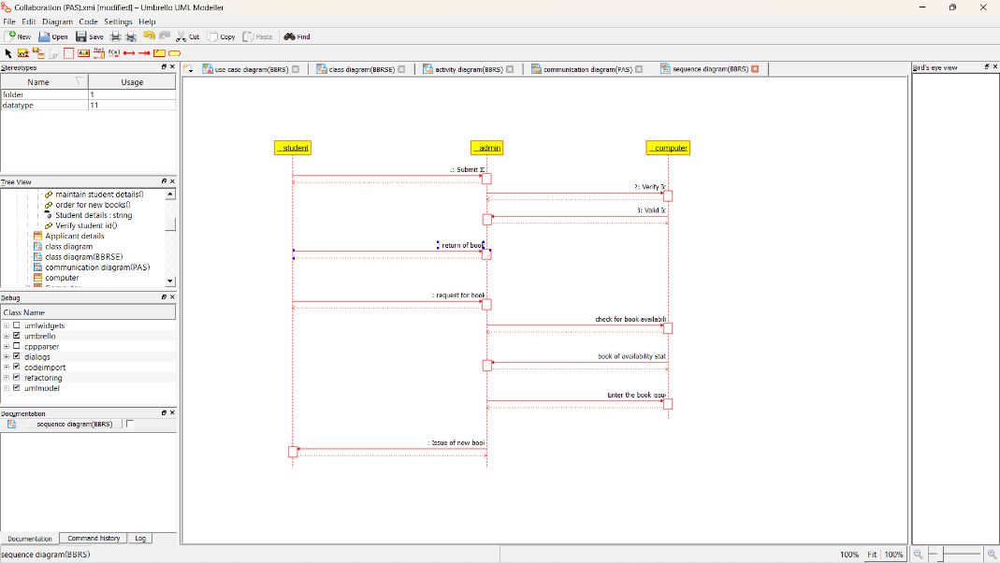 Collaboration (PAS).xmi [modified] – Umbrello UML Modeller
File Edit Diagram Code Settings Help
New Open Save Cut Copy Paste Find
Stereotypes
Name Usage
folder 1
datatype 11
Tree View
maintain student details()
order for new books()
Student details : string
Verify student id()
Applicant details
class diagram
class diagram(BBRSE)
communication diagram(PAS)
computer
Debug
Class Name
umlwidgets
umbrello
cppparser
dialogs
codeimport
refactoring
umlmodel
Documentation
sequence diagram(BBRS)
Documentation Command history Log
sequence diagram(BBRS)
use case diagram(BBRS) class diagram(BBRSE) activity diagram(BBRS) communication diagram(PAS) sequence diagram(BBRS)
: student : admin : computer
.: Submit ID
2: Verify Id
3: Valid Id
return of book
: request for book
check for book availabili
book of availability stat
Enter the book issue
: Issue of new book
Bird's eye view
100% Fit 100%